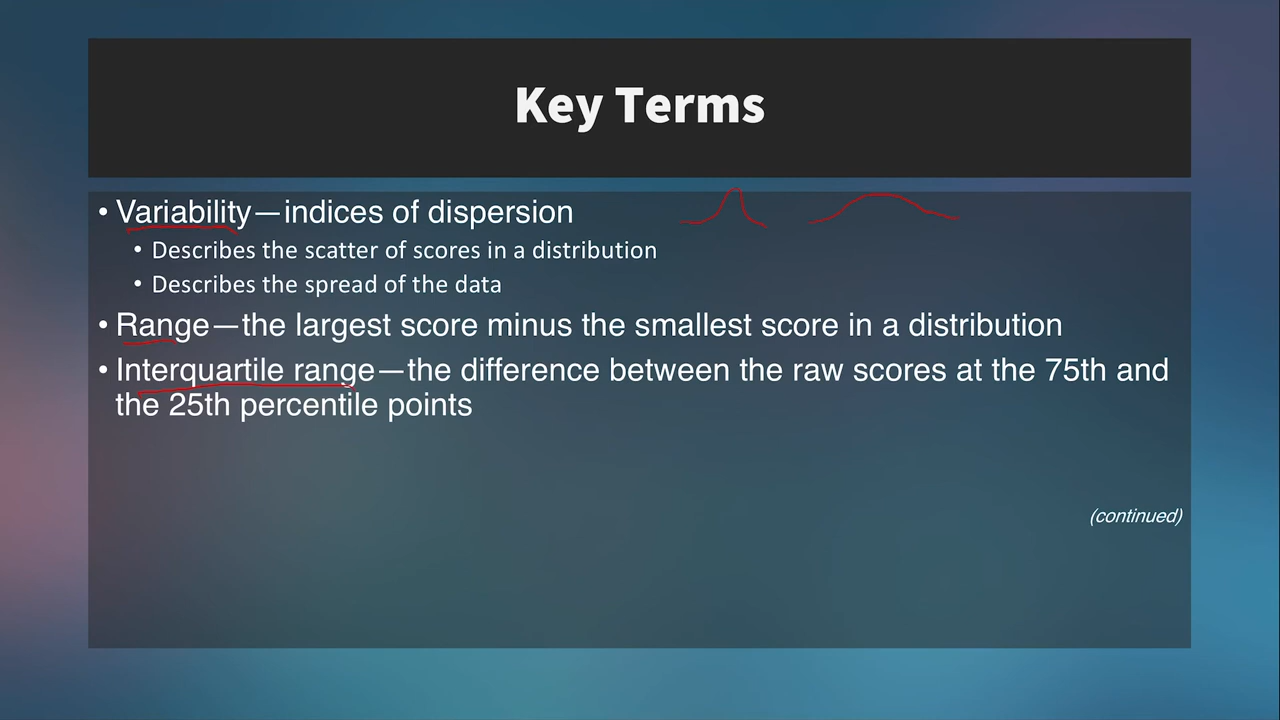 Key Terms
• Variability—indices of dispersion
• Describes the scatter of scores in a distribution
• Describes the spread of the data
• Range—the largest score minus the smallest score in a distribution
• Interquartile range—the difference between the raw scores at the 75th and
the 25th percentile points
(continued)